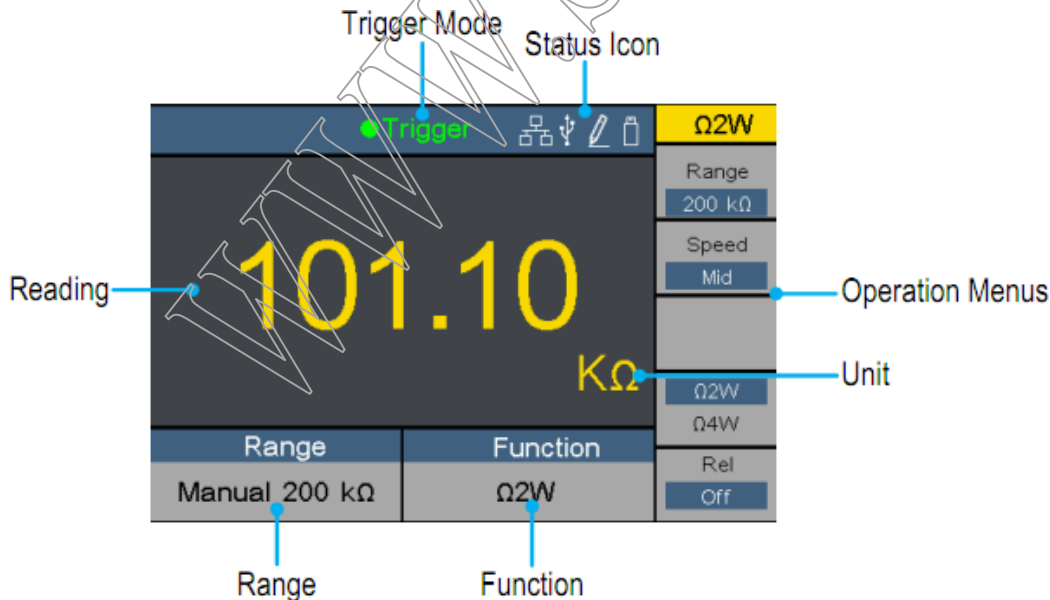 Trigger Mode
Status Icon
Trigger
Ω2W
Range
200 kΩ
Speed
Mid
Reading
101.10
Operation Menus
KΩ
Unit
Ω2W
Ω4W
Range
Function
Rel
Manual 200 kΩ
Ω2W
Off
Range
Function
WWW.